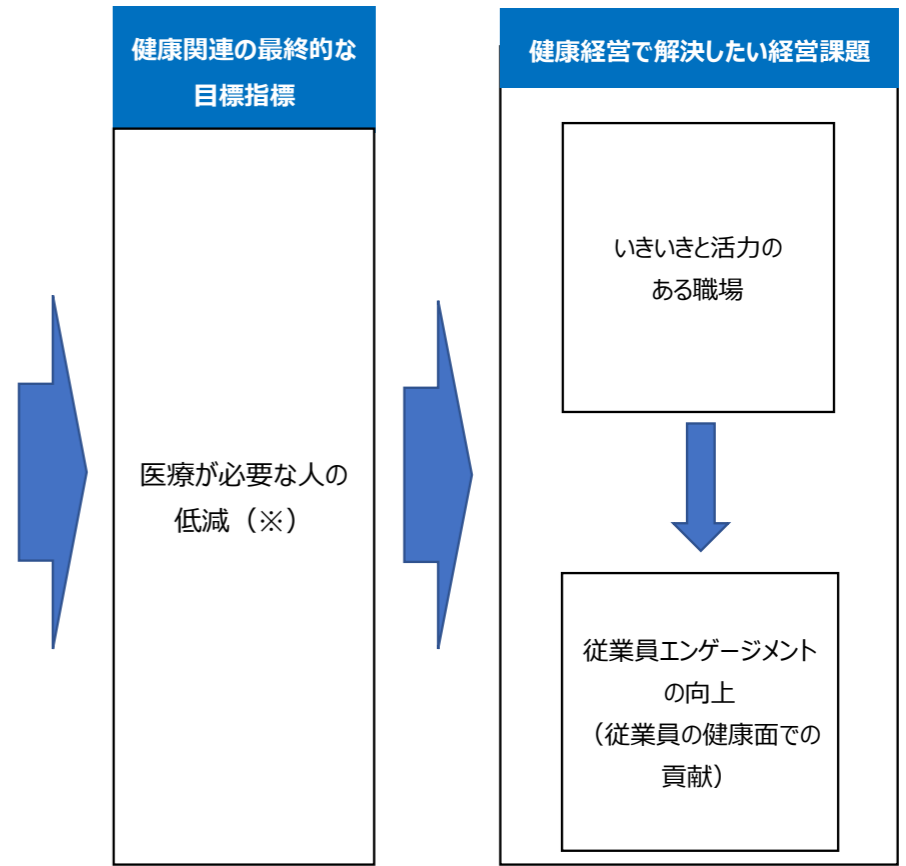 健康関連の最終的な
目標指標
医療が必要な人の
低減（※）
健康経営で解決したい経営課題
いきいきと活力の
ある職場
従業員エンゲージメント
の向上
（従業員の健康面での
貢献）